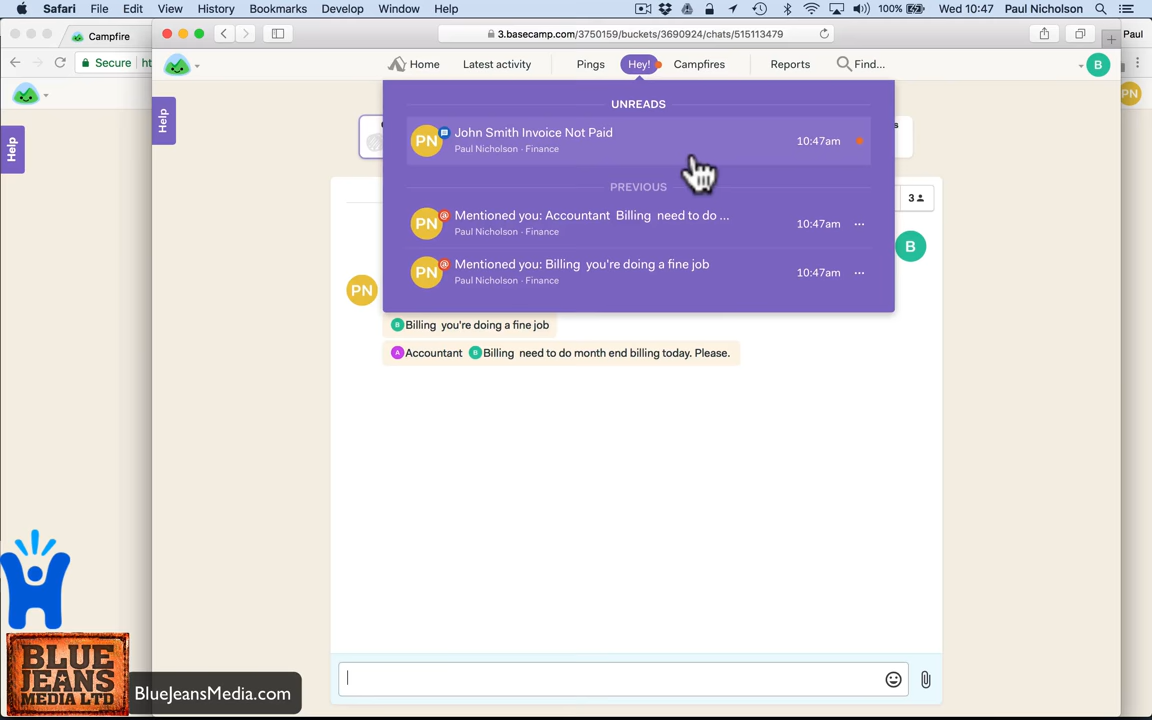 Safari File Edit View History Bookmarks Develop Window Help 100% Wed 10:47 Paul Nicholson
Campfire
3.basecamp.com/3750159/buckets/3690924/chats/515113479
Paul
Secure
Home Latest activity Pings Hey! Campfires Reports Find... B
PN
Help
Help
UNREADS
John Smith Invoice Not Paid
PN
10:47am
Paul Nicholson · Finance
PREVIOUS
3
Mentioned you: Accountant Billing need to do ...
PN
10:47am
Paul Nicholson · Finance
B
Mentioned you: Billing you're doing a fine job
PN
10:47am
Paul Nicholson · Finance
PN
B Billing you're doing a fine job
A Accountant B Billing need to do month end billing today. Please.
BLUE
JEANS
MEDIA LTD
BlueJeansMedia.com